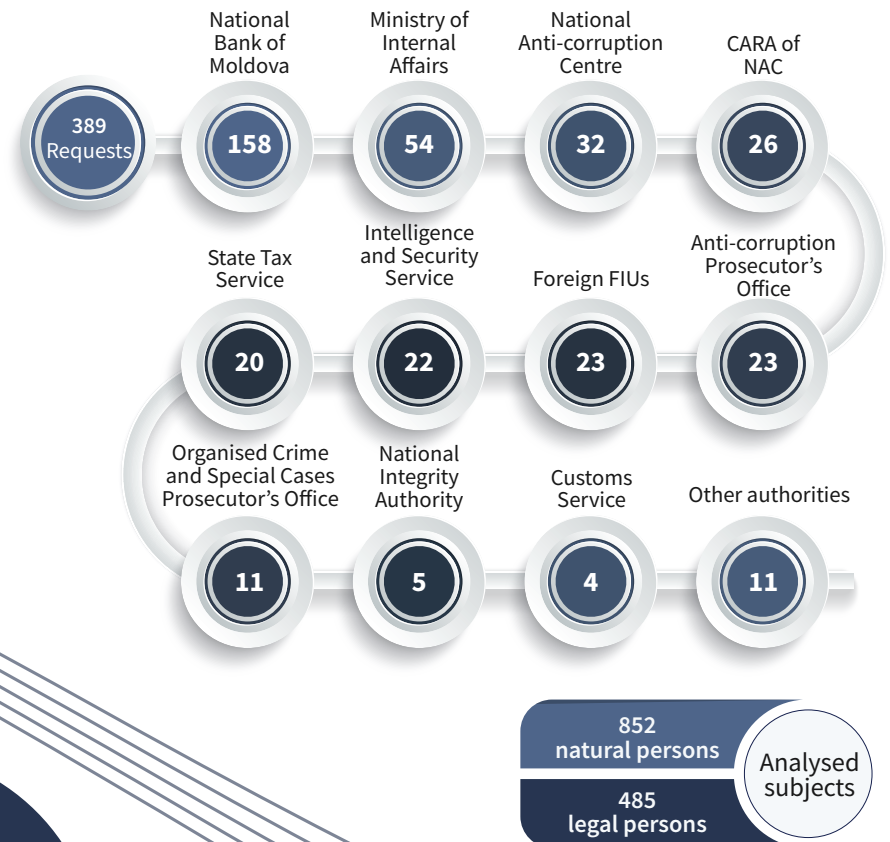 389
Requests
National
Bank of
Moldova
158
Ministry of
Internal
Affairs
54
National
Anti-corruption
Centre
32
CARA of
NAC
26
Anti-corruption
Prosecutor’s
Office
23
Foreign FIUs
23
Intelligence
and Security
Service
22
State Tax
Service
20
Organised Crime
and Special Cases
Prosecutor’s Office
11
National
Integrity
Authority
5
Customs
Service
4
Other authorities
11
852
natural persons
485
legal persons
Analysed
subjects